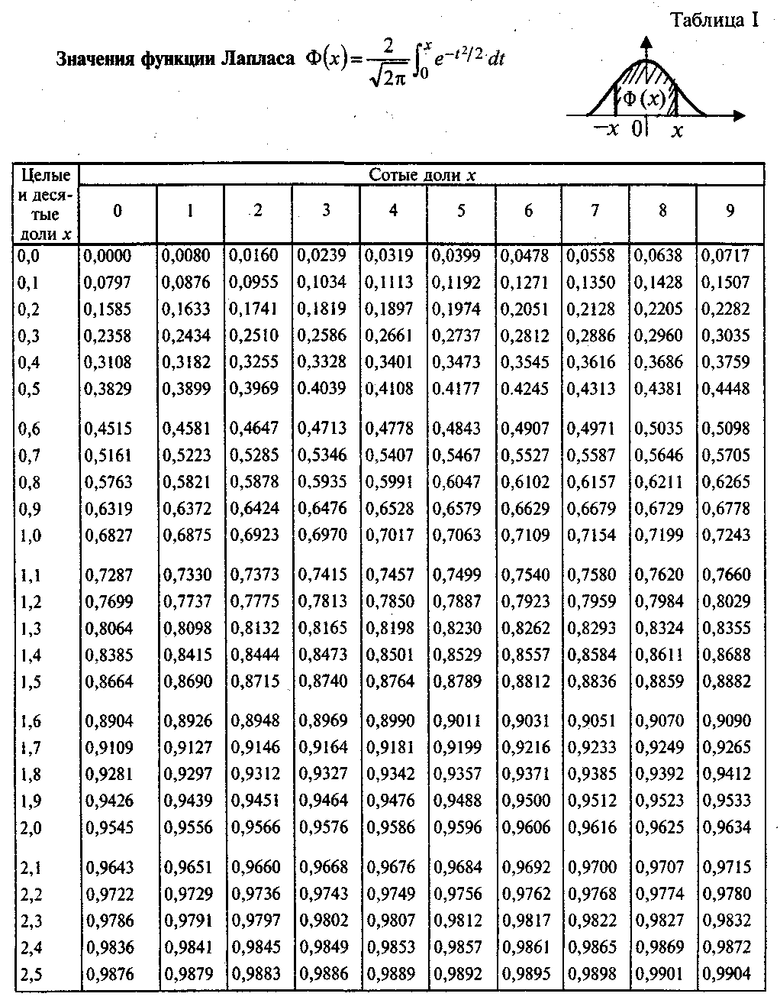 Таблица I
Значения функции Лапласа Φ(x) = 2/√2π ∫₀ˣ e^(−t²/2) dt
Φ(x)
−x 0 x
Целые и деся- тые доли x | Сотые доли x
0 1 2 3 4 5 6 7 8 9
0,0 0,0000 0,0080 0,0160 0,0239 0,0319 0,0399 0,0478 0,0558 0,0638 0,0717
0,1 0,0797 0,0876 0,0955 0,1034 0,1113 0,1192 0,1271 0,1350 0,1428 0,1507
0,2 0,1585 0,1633 0,1741 0,1819 0,1897 0,1974 0,2051 0,2128 0,2205 0,2282
0,3 0,2358 0,2434 0,2510 0,2586 0,2661 0,2737 0,2812 0,2886 0,2960 0,3035
0,4 0,3108 0,3182 0,3255 0,3328 0,3401 0,3473 0,3545 0,3616 0,3686 0,3759
0,5 0,3829 0,3899 0,3969 0.4039 0,4108 0.4177 0.4245 0,4313 0,4381 0,4448
0,6 0,4515 0,4581 0,4647 0,4713 0,4778 0,4843 0,4907 0,4971 0,5035 0,5098
0,7 0,5161 0,5223 0,5285 0,5346 0,5407 0,5467 0,5527 0,5587 0,5646 0,5705
0,8 0,5763 0,5821 0,5878 0,5935 0,5991 0,6047 0,6102 0,6157 0,6211 0,6265
0,9 0,6319 0,6372 0,6424 0,6476 0,6528 0,6579 0,6629 0,6679 0,6729 0,6778
1,0 0,6827 0,6875 0,6923 0,6970 0,7017 0,7063 0,7109 0,7154 0,7199 0,7243
1,1 0,7287 0,7330 0,7373 0,7415 0,7457 0,7499 0,7540 0,7580 0,7620 0,7660
1,2 0,7699 0,7737 0,7775 0,7813 0,7850 0,7887 0,7923 0,7959 0,7984 0,8029
1,3 0,8064 0,8098 0,8132 0,8165 0,8198 0,8230 0,8262 0,8293 0,8324 0,8355
1,4 0,8385 0,8415 0,8444 0,8473 0,8501 0,8529 0,8557 0,8584 0,8611 0,8688
1,5 0,8664 0,8690 0,8715 0,8740 0,8764 0,8789 0,8812 0,8836 0,8859 0,8882
1,6 0,8904 0,8926 0,8948 0,8969 0,8990 0,9011 0,9031 0,9051 0,9070 0,9090
1,7 0,9109 0,9127 0,9146 0,9164 0,9181 0,9199 0,9216 0,9233 0,9249 0,9265
1,8 0,9281 0,9297 0,9312 0,9327 0,9342 0,9357 0,9371 0,9385 0,9392 0,9412
1,9 0,9426 0,9439 0,9451 0,9464 0,9476 0,9488 0,9500 0,9512 0,9523 0,9533
2,0 0,9545 0,9556 0,9566 0,9576 0,9586 0,9596 0,9606 0,9616 0,9625 0,9634
2,1 0,9643 0,9651 0,9660 0,9668 0,9676 0,9684 0,9692 0,9700 0,9707 0,9715
2,2 0,9722 0,9729 0,9736 0,9743 0,9749 0,9756 0,9762 0,9768 0,9774 0,9780
2,3 0,9786 0,9791 0,9797 0,9802 0,9807 0,9812 0,9817 0,9822 0,9827 0,9832
2,4 0,9836 0,9841 0,9845 0,9849 0,9853 0,9857 0,9861 0,9865 0,9869 0,9872
2,5 0,9876 0,9879 0,9883 0,9886 0,9889 0,9892 0,9895 0,9898 0,9901 0,9904